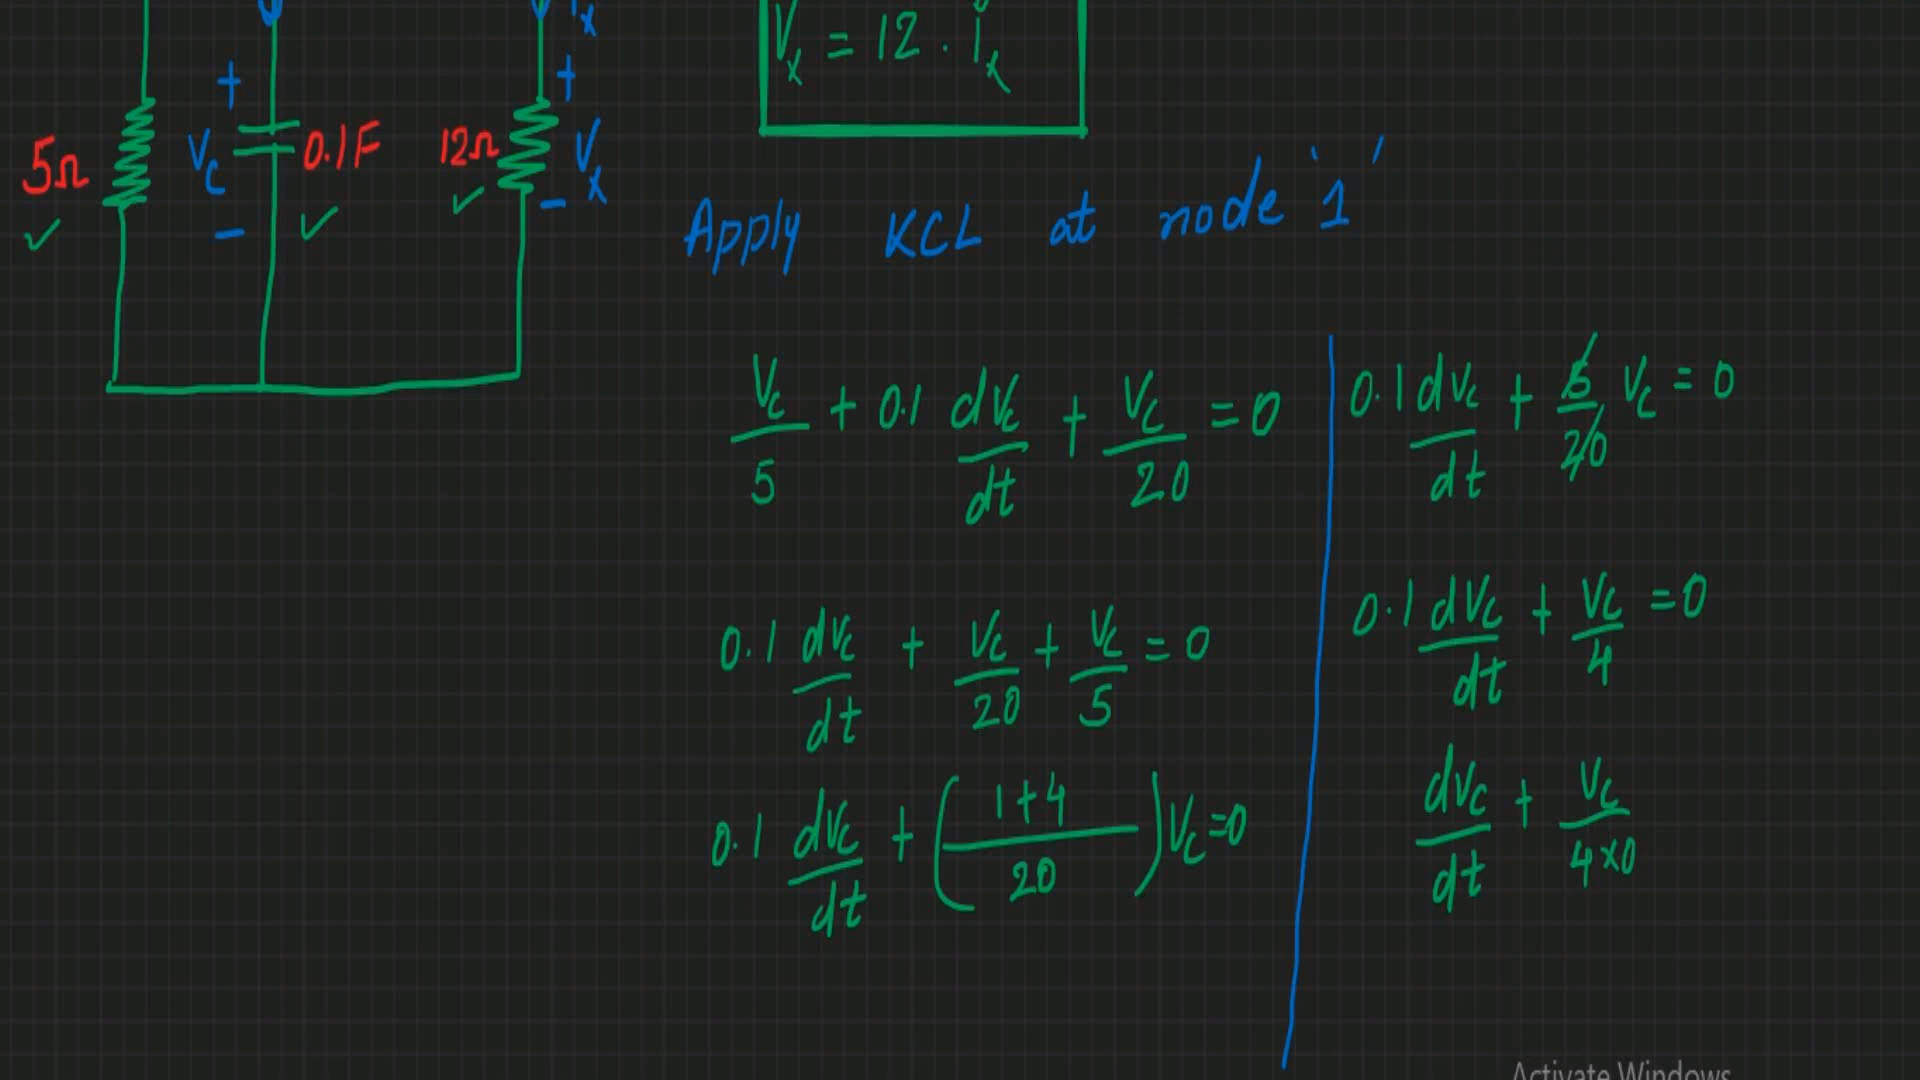 ix
Vx = 12 . ix
+
+
5Ω
Vc
0.1F
12Ω
Vx
-
-
Apply KCL at node '1'
Vc/5 + 0.1 dVc/dt + Vc/20 = 0
0.1 dVc/dt + Vc/20 + Vc/5 = 0
0.1 dVc/dt + (1+4/20) Vc = 0
0.1 dVc/dt + 5/20 Vc = 0
0.1 dVc/dt + Vc/4 = 0
dVc/dt + Vc/4×0
Activate Windows